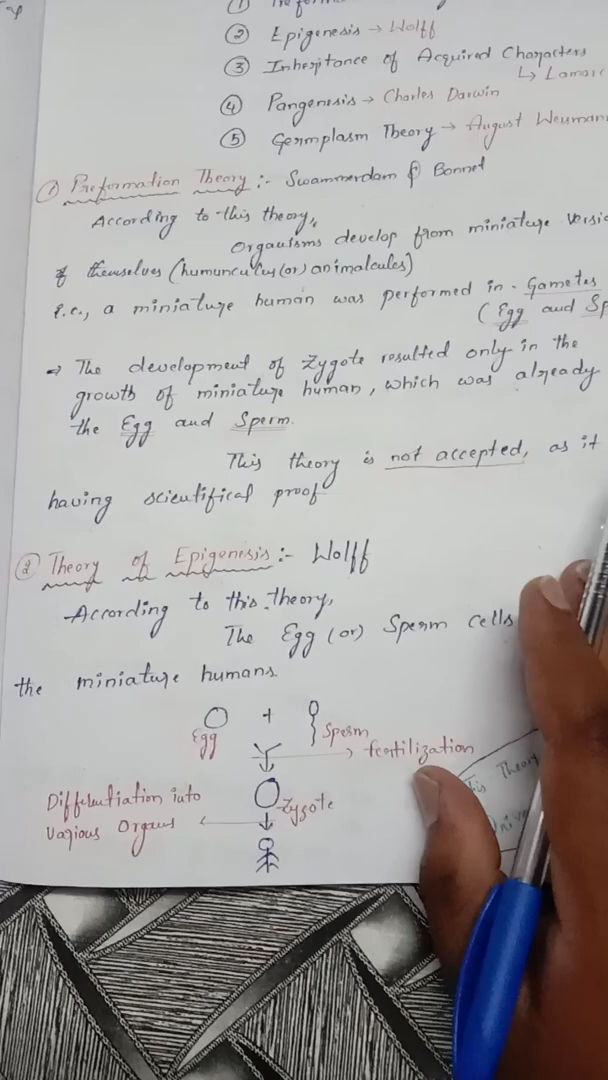 ② Epigenesis → Wolff
③ Inheritance of Acquired Characters
↳ Lamarc
④ Pangenesis → Charles Darwin
⑤ Germplasm Theory → August Weisman
① Preformation Theory :- Swammerdam & Bonnet
According to this theory,
Organisms develop from miniature Versio
of themselves (humunculus (or) animalcules)
i.e., a miniature human was performed in - Gametes
(Egg and Sp
→ The development of Zygote resulted only in the
growth of miniature human, which was already
the Egg and Sperm.
This theory is not accepted, as it
having scientifical proof
② Theory of Epigenesis :- Wolff
According to this theory,
The Egg (or) Sperm cells
the miniature humans.
Egg + Sperm
→ fertilization
Differentiation into
Various Organs
Zygote
his Theory